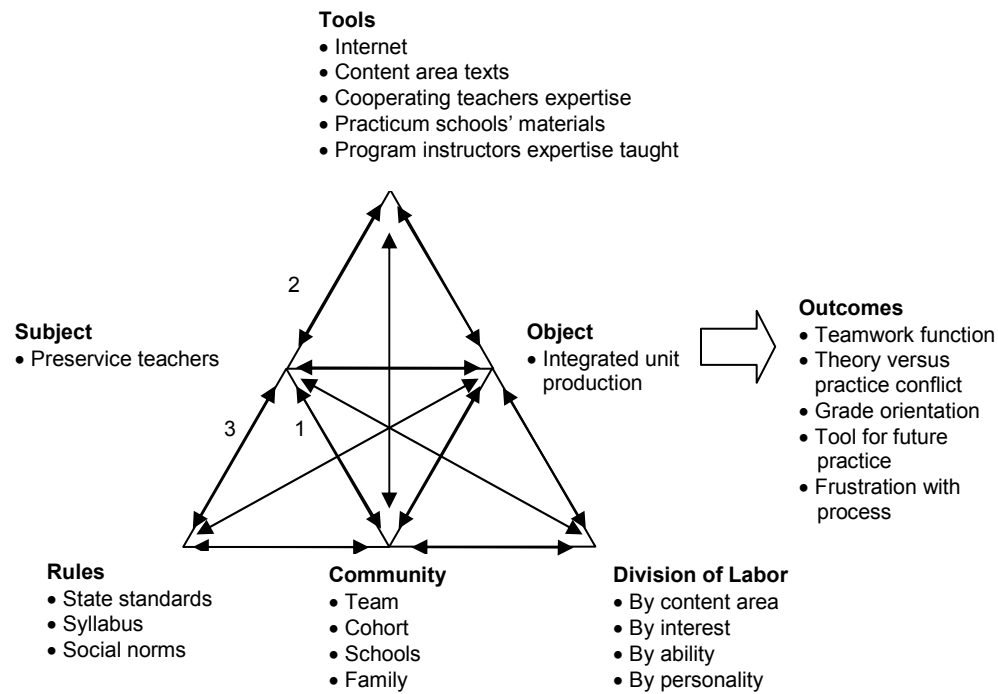 Tools
• Internet
• Content area texts
• Cooperating teachers expertise
• Practicum schools' materials
• Program instructors expertise taught
2
Subject
• Preservice teachers
Object
• Integrated unit
production
Outcomes
• Teamwork function
• Theory versus
practice conflict
• Grade orientation
• Tool for future
practice
• Frustration with
process
3
1
Rules
• State standards
• Syllabus
• Social norms
Community
• Team
• Cohort
• Schools
• Family
Division of Labor
• By content area
• By interest
• By ability
• By personality